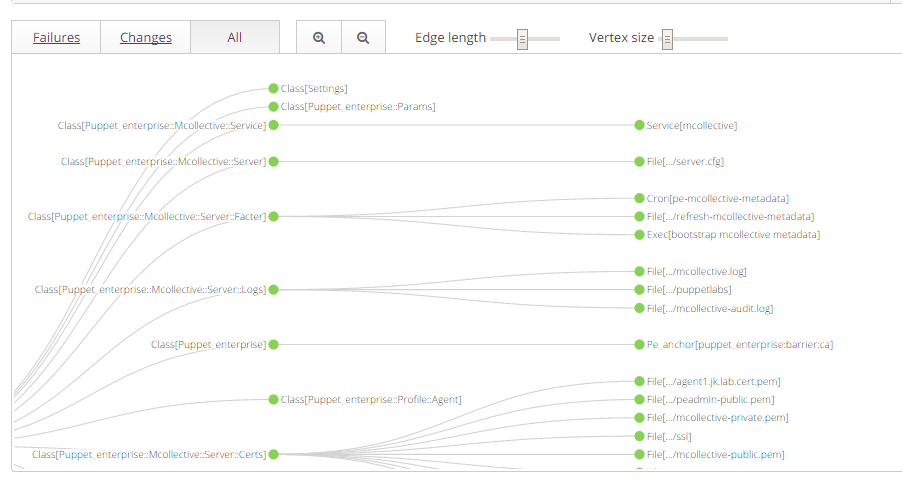 Failures Changes All Edge length Vertex size
Class[Settings]
Class[Puppet_enterprise::Params]
Class[Puppet_enterprise::Mcollective::Service] Service[mcollective]
Class[Puppet_enterprise::Mcollective::Server] File[.../server.cfg]
Cron[pe-mcollective-metadata]
Class[Puppet_enterprise::Mcollective::Server::Facter] File[.../refresh-mcollective-metadata]
Exec[bootstrap mcollective metadata]
File[.../mcollective.log]
Class[Puppet_enterprise::Mcollective::Server::Logs] File[.../puppetlabs]
File[.../mcollective-audit.log]
Class[Puppet_enterprise] Pe_anchor[puppet_enterprise:barrier:ca]
File[.../agent1.jk.lab.cert.pem]
Class[Puppet_enterprise::Profile::Agent] File[.../peadmin-public.pem]
File[.../mcollective-private.pem]
File[.../ssl]
Class[Puppet_enterprise::Mcollective::Server::Certs] File[.../mcollective-public.pem]